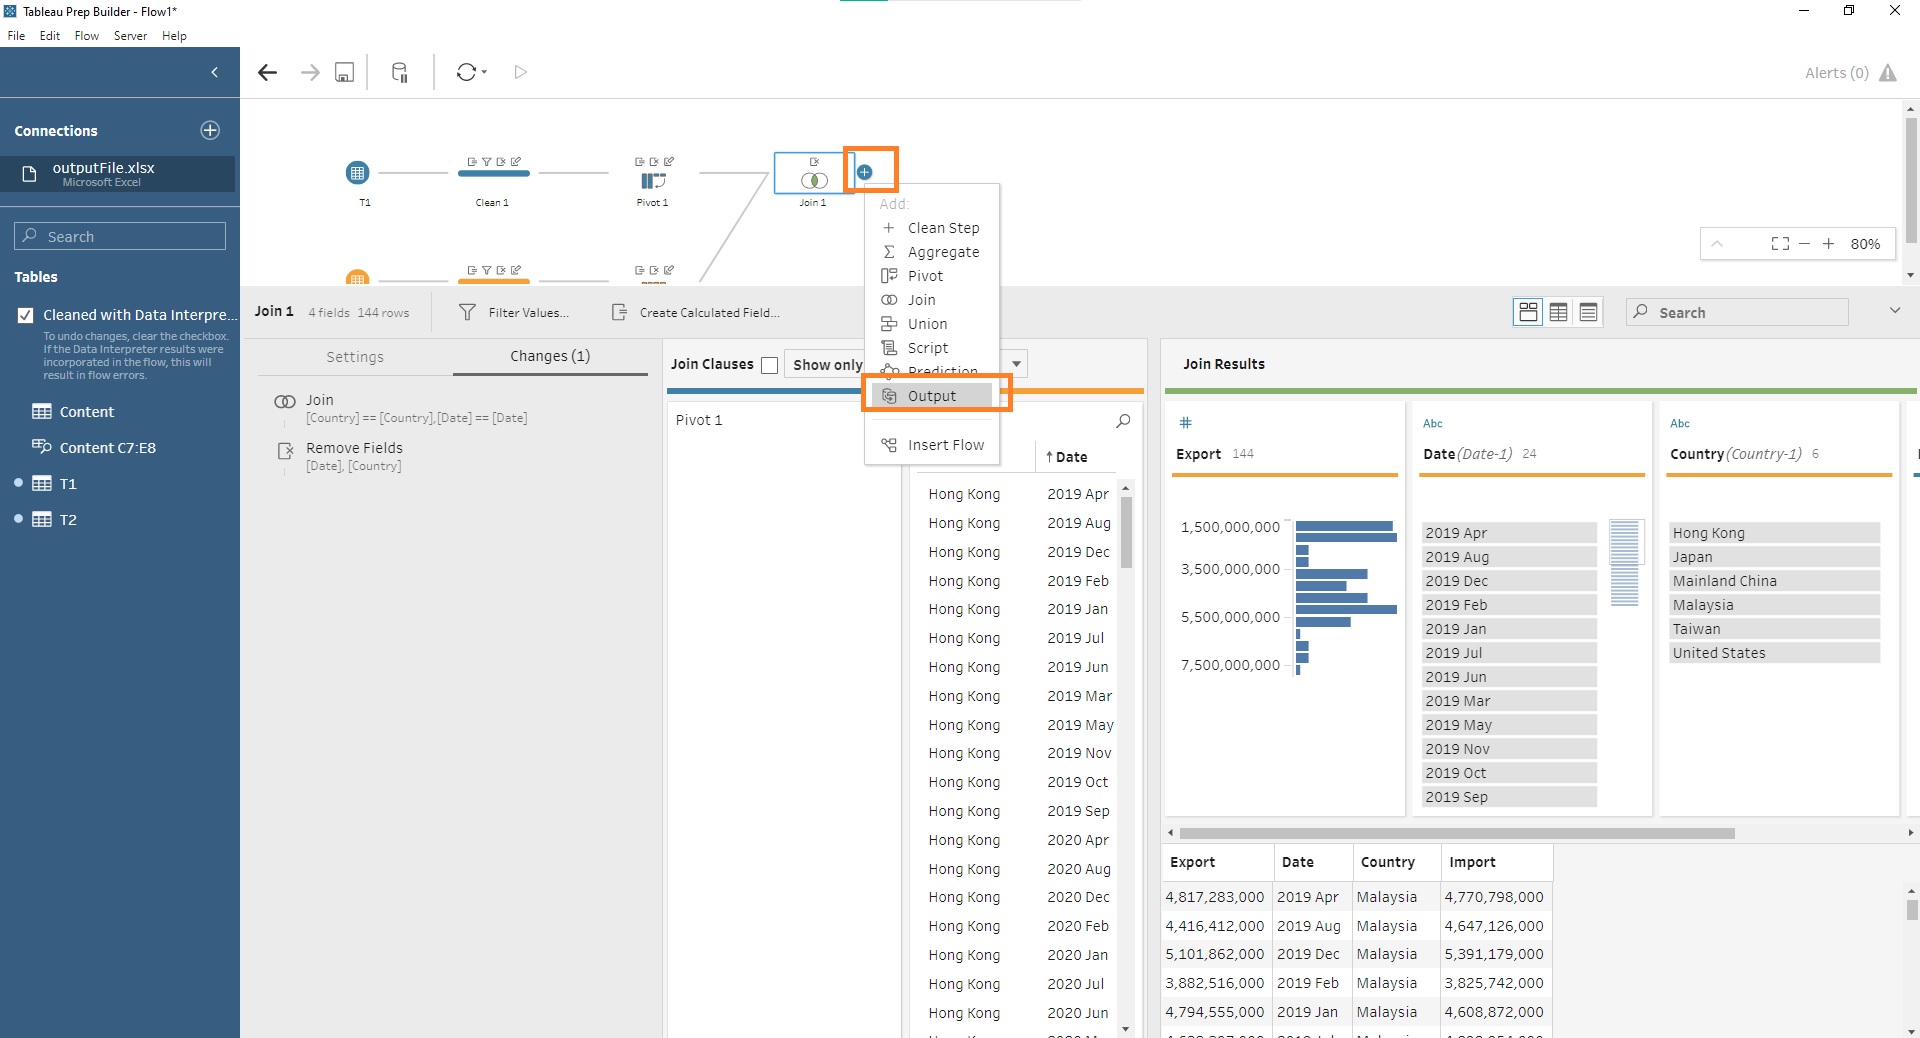 Tableau Prep Builder - Flow1*
File Edit Flow Server Help
Alerts (0)
Connections
outputFile.xlsx
Microsoft Excel
Search
Tables
Cleaned with Data Interpre...
To undo changes, clear the checkbox.
If the Data Interpreter results were
incorporated in the flow, this will
result in flow errors.
Content
Content C7:E8
T1
T2
T1
Clean 1
Pivot 1
Join 1
80%
Add:
Clean Step
Aggregate
Pivot
Join
Union
Script
Prediction
Output
Insert Flow
Join 1 4 fields 144 rows
Filter Values...
Create Calculated Field...
Search
Settings
Changes (1)
Join
[Country] == [Country],[Date] == [Date]
Remove Fields
[Date], [Country]
Join Clauses
Show only
Pivot 1
Date
Hong Kong 2019 Apr
Hong Kong 2019 Aug
Hong Kong 2019 Dec
Hong Kong 2019 Feb
Hong Kong 2019 Jan
Hong Kong 2019 Jul
Hong Kong 2019 Jun
Hong Kong 2019 Mar
Hong Kong 2019 May
Hong Kong 2019 Nov
Hong Kong 2019 Oct
Hong Kong 2019 Sep
Hong Kong 2020 Apr
Hong Kong 2020 Aug
Hong Kong 2020 Dec
Hong Kong 2020 Feb
Hong Kong 2020 Jan
Hong Kong 2020 Jul
Hong Kong 2020 Jun
Join Results
#
Export 144
1,500,000,000
3,500,000,000
5,500,000,000
7,500,000,000
Abc
Date(Date-1) 24
2019 Apr
2019 Aug
2019 Dec
2019 Feb
2019 Jan
2019 Jul
2019 Jun
2019 Mar
2019 May
2019 Nov
2019 Oct
2019 Sep
Abc
Country(Country-1) 6
Hong Kong
Japan
Mainland China
Malaysia
Taiwan
United States
Export Date Country Import
4,817,283,000 2019 Apr Malaysia 4,770,798,000
4,416,412,000 2019 Aug Malaysia 4,647,126,000
5,101,862,000 2019 Dec Malaysia 5,391,179,000
3,882,516,000 2019 Feb Malaysia 3,825,742,000
4,794,555,000 2019 Jan Malaysia 4,608,872,000